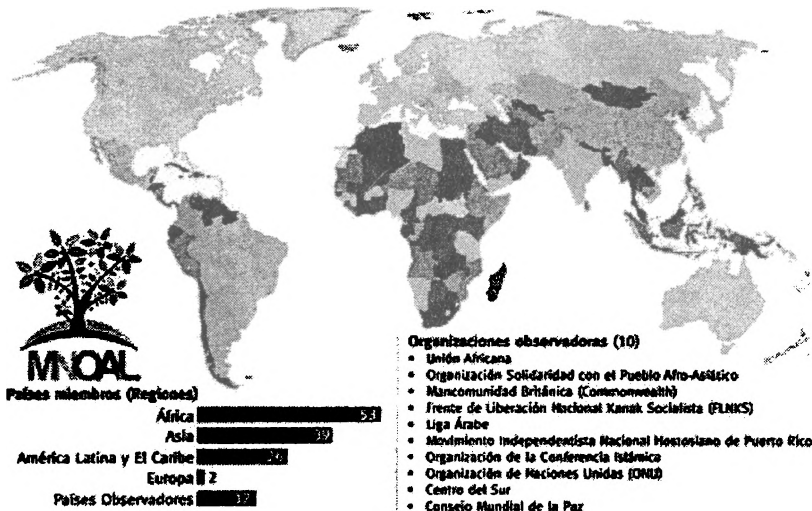 MNOAL
Países miembros (Regiones)
África 53
Asia 39
América Latina y El Caribe 26
Europa 2
Países Observadores 17
Organizaciones observadoras (10)
• Unión Africana
• Organización Solidaridad con el Pueblo Afro-Asiático
• Mancomunidad Británica (Commonwealth)
• Frente de Liberación Nacional Kanak Socialista (FLNKS)
• Liga Árabe
• Movimiento Independentista Nacional Hostosiano de Puerto Rico
• Organización de la Conferencia Islámica
• Organización de Naciones Unidas (ONU)
• Centro del Sur
• Consejo Mundial de la Paz